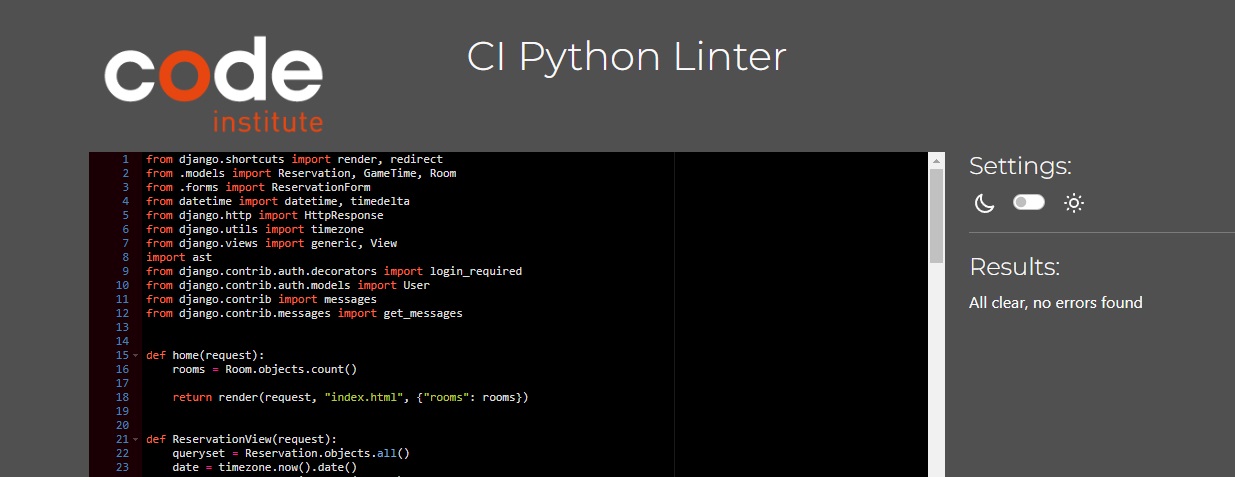 code
institute
CI Python Linter
1 from django.shortcuts import render, redirect
2 from .models import Reservation, GameTime, Room
3 from .forms import ReservationForm
4 from datetime import datetime, timedelta
5 from django.http import HttpResponse
6 from django.utils import timezone
7 from django.views import generic, View
8 import ast
9 from django.contrib.auth.decorators import login_required
10 from django.contrib.auth.models import User
11 from django.contrib import messages
12 from django.contrib.messages import get_messages
13
14
15 def home(request):
16     rooms = Room.objects.count()
17
18     return render(request, "index.html", {"rooms": rooms})
19
20
21 def ReservationView(request):
22     queryset = Reservation.objects.all()
23     date = timezone.now().date()
Settings:
Results:
All clear, no errors found